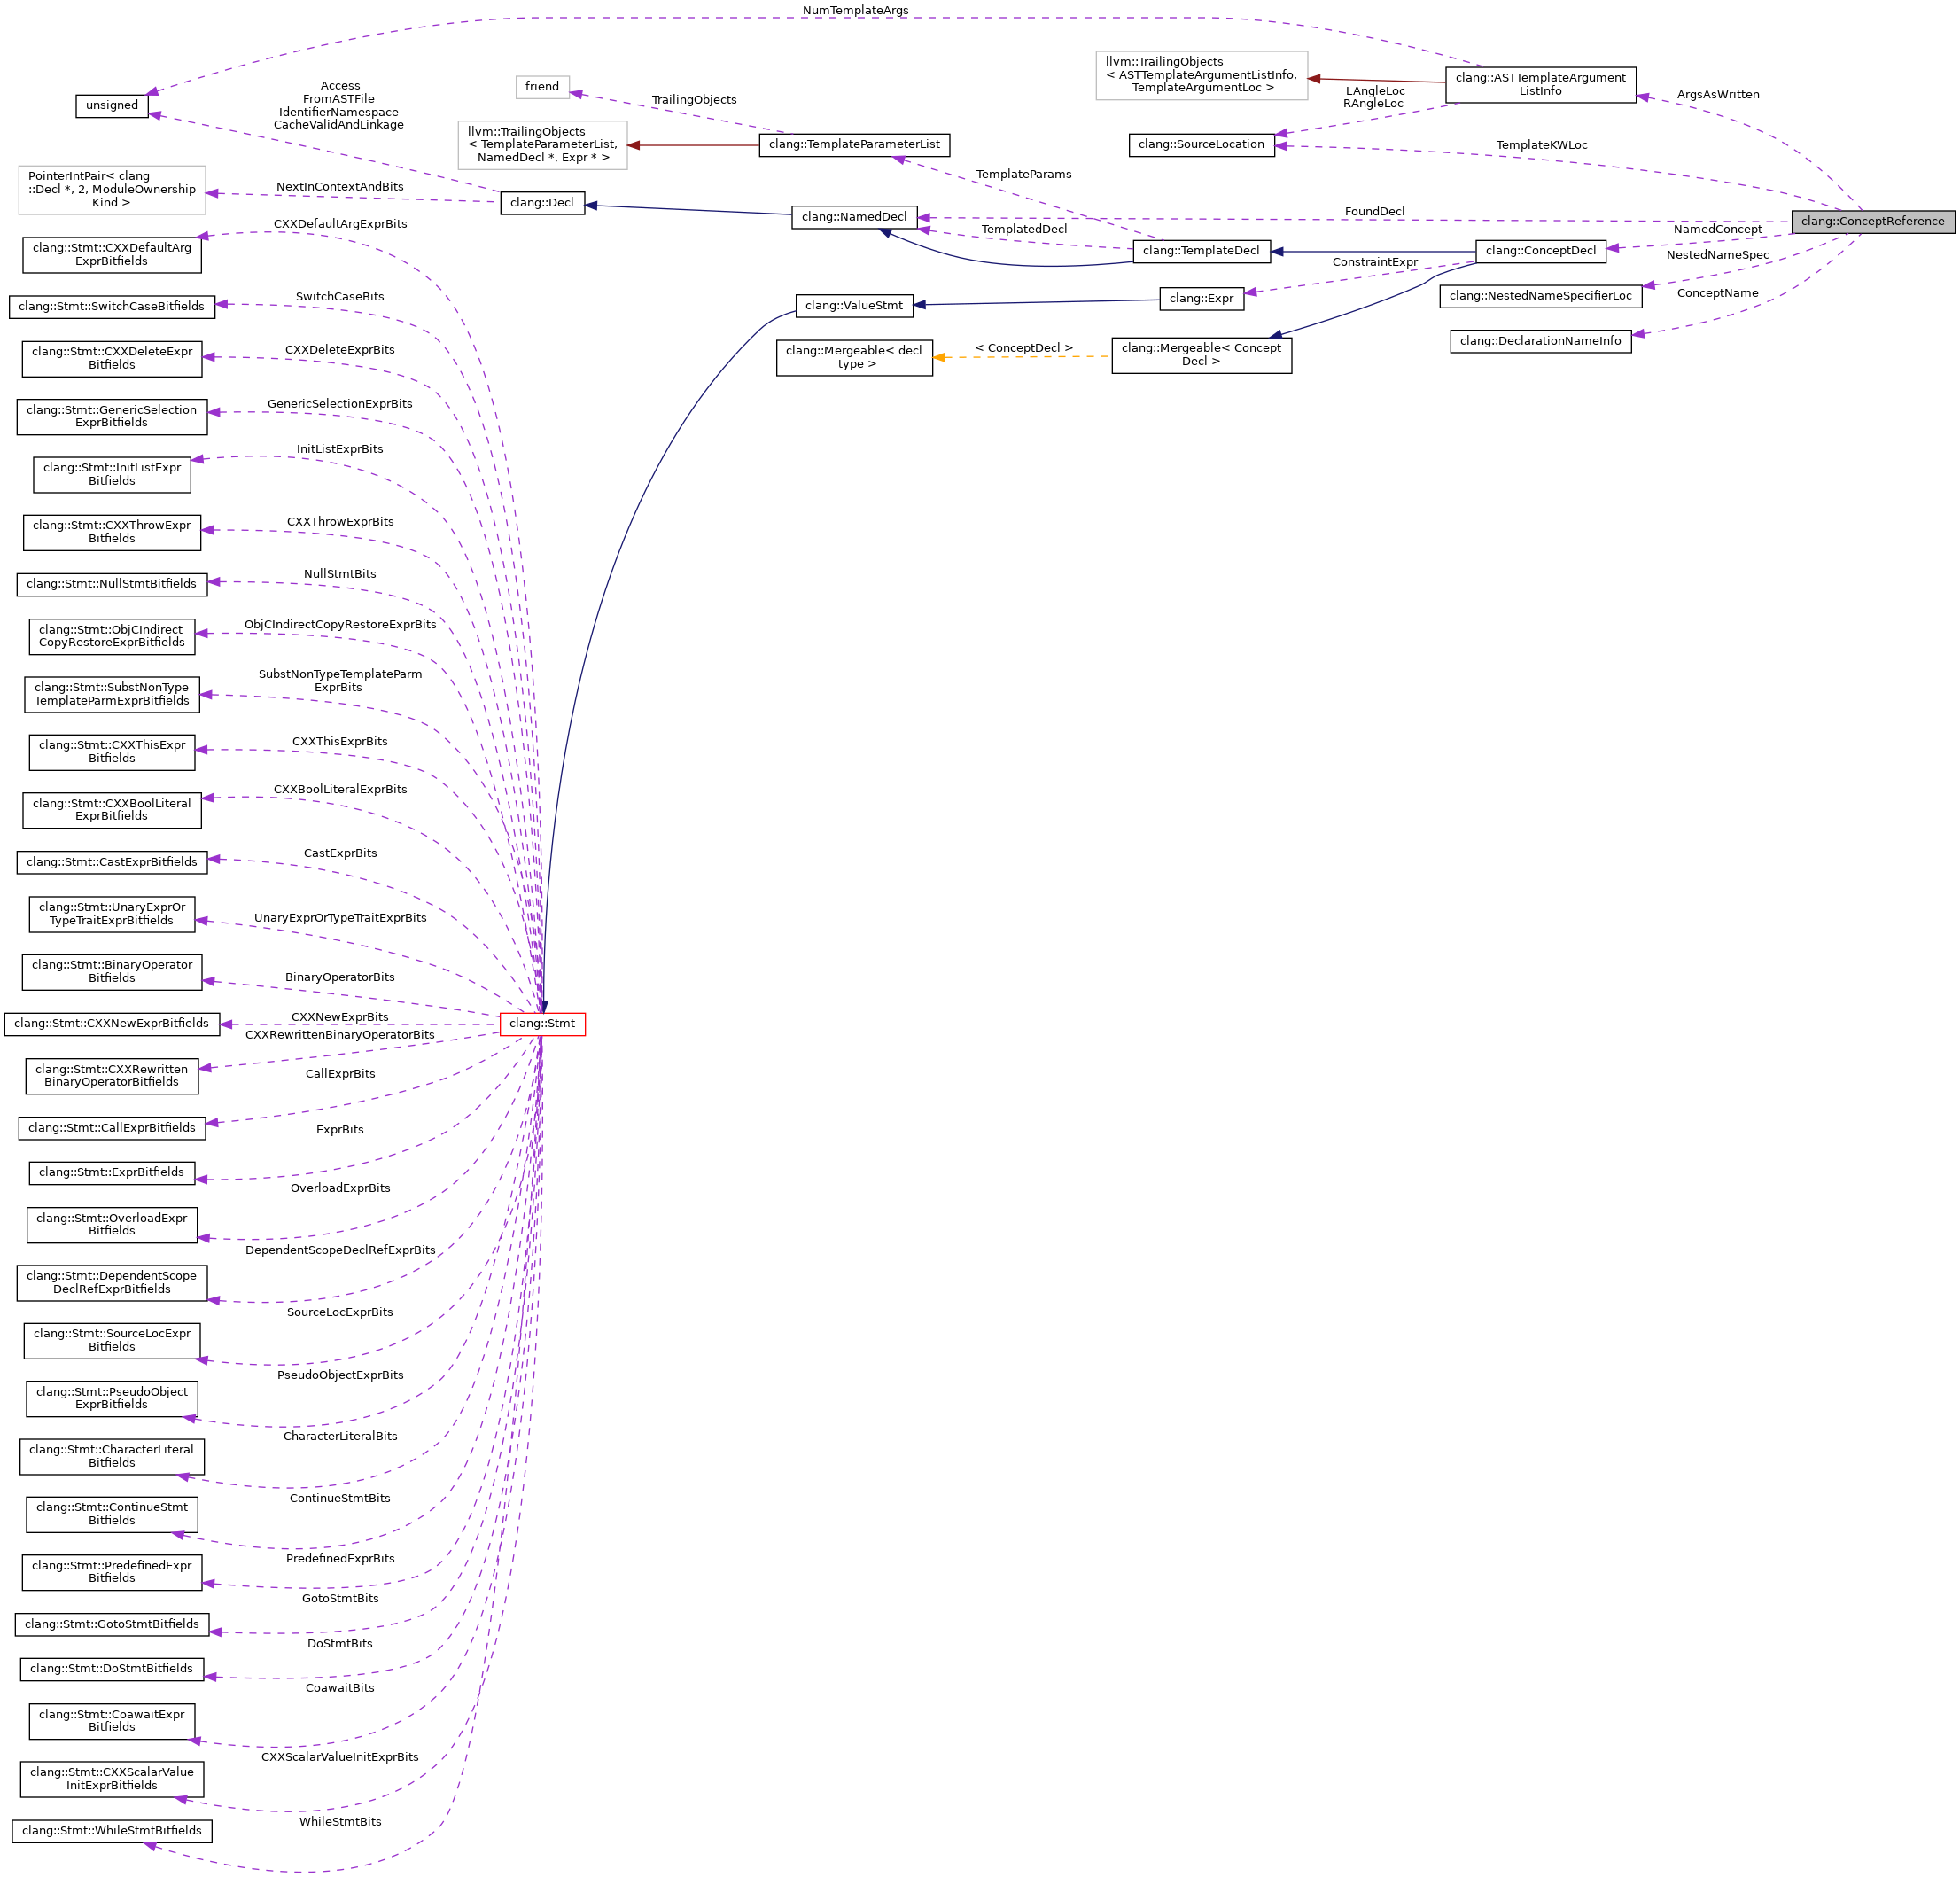 NumTemplateArgs
llvm::TrailingObjects
< ASTTemplateArgumentListInfo,
TemplateArgumentLoc >
clang::ASTTemplateArgument
ListInfo
ArgsAsWritten
LAngleLoc
RAngleLoc
friend
TrailingObjects
Access
FromASTFile
IdentifierNamespace
CacheValidAndLinkage
unsigned
llvm::TrailingObjects
< TemplateParameterList,
NamedDecl *, Expr * >
clang::TemplateParameterList
clang::SourceLocation
TemplateKWLoc
PointerIntPair< clang
::Decl *, 2, ModuleOwnership
Kind >
NextInContextAndBits
clang::Decl
TemplateParams
clang::NamedDecl
FoundDecl
clang::ConceptReference
TemplatedDecl
NamedConcept
clang::TemplateDecl
clang::ConceptDecl
NestedNameSpec
ConstraintExpr
ConceptName
clang::NestedNameSpecifierLoc
clang::DeclarationNameInfo
clang::Expr
clang::ValueStmt
clang::Mergeable< decl
_type >
< ConceptDecl >
clang::Mergeable< Concept
Decl >
CXXDefaultArgExprBits
clang::Stmt::CXXDefaultArg
ExprBitfields
SwitchCaseBits
clang::Stmt::SwitchCaseBitfields
CXXDeleteExprBits
clang::Stmt::CXXDeleteExpr
Bitfields
GenericSelectionExprBits
clang::Stmt::GenericSelection
ExprBitfields
InitListExprBits
clang::Stmt::InitListExpr
Bitfields
CXXThrowExprBits
clang::Stmt::CXXThrowExpr
Bitfields
NullStmtBits
clang::Stmt::NullStmtBitfields
ObjCIndirectCopyRestoreExprBits
clang::Stmt::ObjCIndirect
CopyRestoreExprBitfields
SubstNonTypeTemplateParm
ExprBits
clang::Stmt::SubstNonType
TemplateParmExprBitfields
CXXThisExprBits
clang::Stmt::CXXThisExpr
Bitfields
CXXBoolLiteralExprBits
clang::Stmt::CXXBoolLiteral
ExprBitfields
CastExprBits
clang::Stmt::CastExprBitfields
UnaryExprOrTypeTraitExprBits
clang::Stmt::UnaryExprOr
TypeTraitExprBitfields
BinaryOperatorBits
clang::Stmt::BinaryOperator
Bitfields
CXXNewExprBits
clang::Stmt::CXXNewExprBitfields
clang::Stmt
CXXRewrittenBinaryOperatorBits
clang::Stmt::CXXRewritten
BinaryOperatorBitfields
CallExprBits
clang::Stmt::CallExprBitfields
ExprBits
clang::Stmt::ExprBitfields
OverloadExprBits
clang::Stmt::OverloadExpr
Bitfields
DependentScopeDeclRefExprBits
clang::Stmt::DependentScope
DeclRefExprBitfields
SourceLocExprBits
clang::Stmt::SourceLocExpr
Bitfields
PseudoObjectExprBits
clang::Stmt::PseudoObject
ExprBitfields
CharacterLiteralBits
clang::Stmt::CharacterLiteral
Bitfields
ContinueStmtBits
clang::Stmt::ContinueStmt
Bitfields
PredefinedExprBits
clang::Stmt::PredefinedExpr
Bitfields
GotoStmtBits
clang::Stmt::GotoStmtBitfields
DoStmtBits
clang::Stmt::DoStmtBitfields
CoawaitBits
clang::Stmt::CoawaitExpr
Bitfields
CXXScalarValueInitExprBits
clang::Stmt::CXXScalarValue
InitExprBitfields
WhileStmtBits
clang::Stmt::WhileStmtBitfields